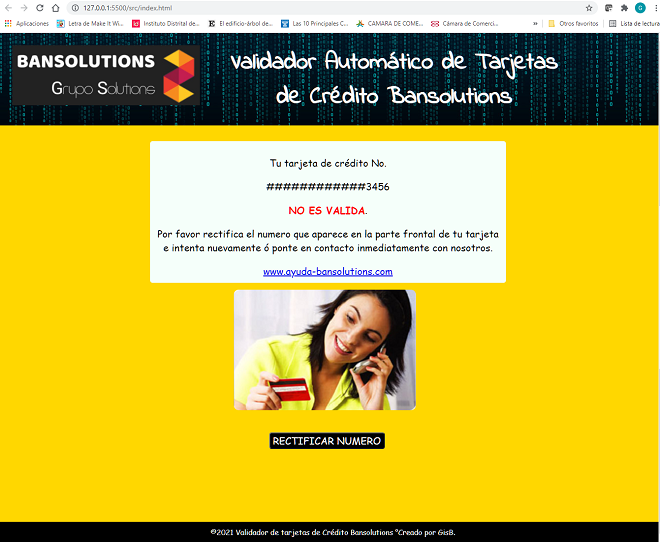 127.0.0.1:5500/src/index.html
Aplicaciones Letra de Make It Wi... Instituto Distrital de... El edificio-árbol de... Las 10 Principales C... CAMARA DE COME... Cámara de Comerci... » Otros favoritos Lista de lectura
BANSOLUTIONS
Grupo Solutions
Validador Automático de Tarjetas
de Crédito Bansolutions
Tu tarjeta de crédito No.
############3456
NO ES VALIDA.
Por favor rectifica el numero que aparece en la parte frontal de tu tarjeta
e intenta nuevamente ó ponte en contacto inmediatamente con nosotros.
www.ayuda-bansolutions.com
RECTIFICAR NUMERO
©2021 Validador de tarjetas de Crédito Bansolutions ®Creado por GisB.